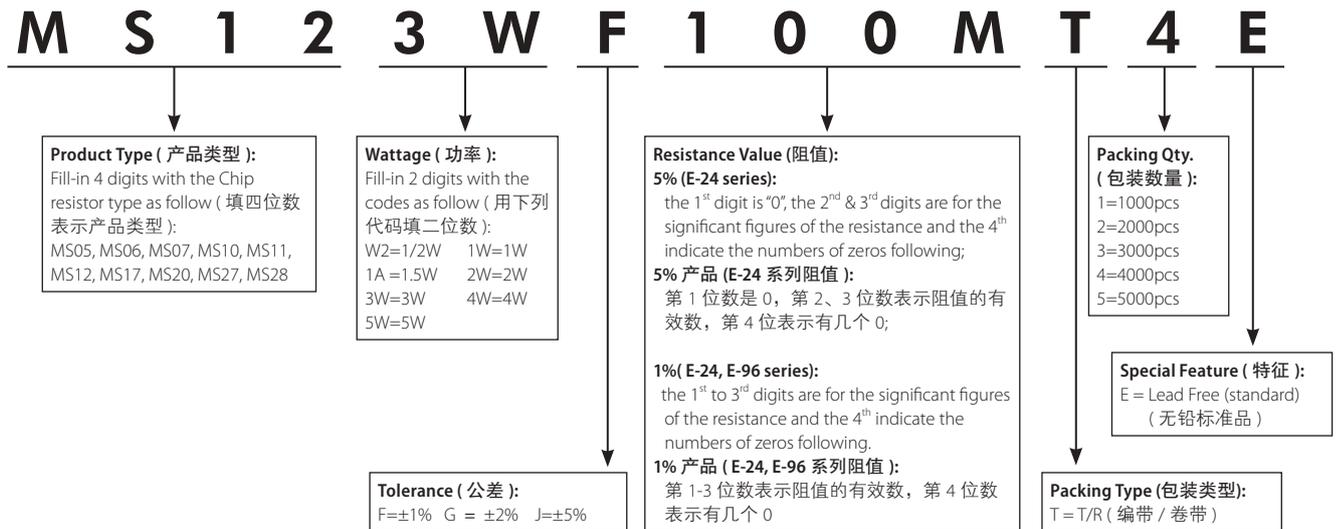 M S 1 2 3 W F 1 0 0 M T 4 E
Product Type ( 产品类型 ):
Fill-in 4 digits with the Chip
resistor type as follow ( 填四位数
表示产品类型 ):
MS05, MS06, MS07, MS10, MS11,
MS12, MS17, MS20, MS27, MS28
Wattage ( 功率 ):
Fill-in 2 digits with the
codes as follow ( 用下列
代码填二位数 ):
W2=1/2W 1W=1W
1A =1.5W 2W=2W
3W=3W 4W=4W
5W=5W
Resistance Value (阻值):
5% (E-24 series):
the 1st digit is "0", the 2nd & 3rd digits are for the
significant figures of the resistance and the 4th
indicate the numbers of zeros following;
5% 产品 (E-24 系列阻值 ):
第 1 位数是 0，第 2、3 位数表示阻值的有
效数，第 4 位表示有几个 0;
1%( E-24, E-96 series):
the 1st to 3rd digits are for the significant figures
of the resistance and the 4th indicate the
numbers of zeros following.
1% 产品 ( E-24, E-96 系列阻值 ):
第 1-3 位数表示阻值的有效数，第 4 位数
表示有几个 0
Packing Qty.
( 包装数量 ):
1=1000pcs
2=2000pcs
3=3000pcs
4=4000pcs
5=5000pcs
Special Feature ( 特征 ):
E = Lead Free (standard)
( 无铅标准品 )
Tolerance ( 公差 ):
F=±1% G = ±2% J=±5%
Packing Type (包装类型):
T = T/R ( 编带 / 卷带 )